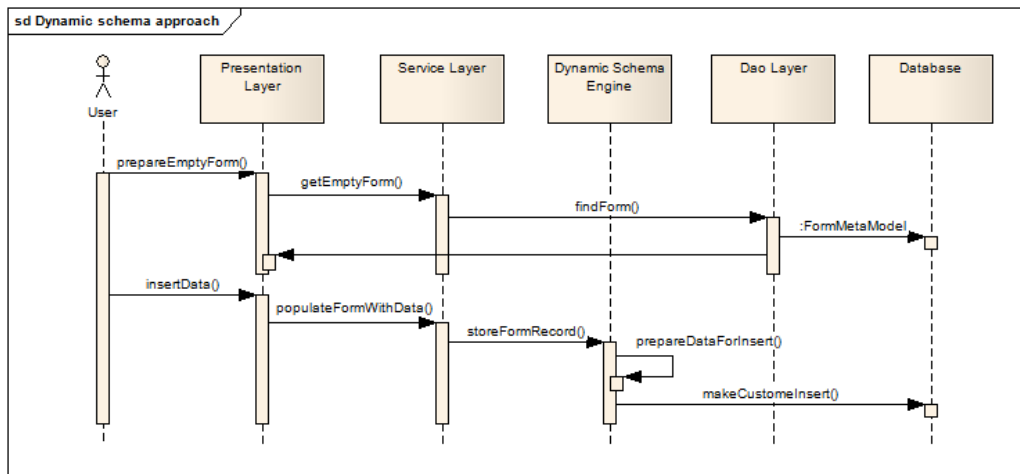 sd Dynamic schema approach
User
Presentation
Layer
Service Layer
Dynamic Schema
Engine
Dao Layer
Database
prepareEmptyForm()
getEmptyForm()
findForm()
:FormMetaModel
insertData()
populateFormWithData()
storeFormRecord()
prepareDataForInsert()
makeCustomeInsert()